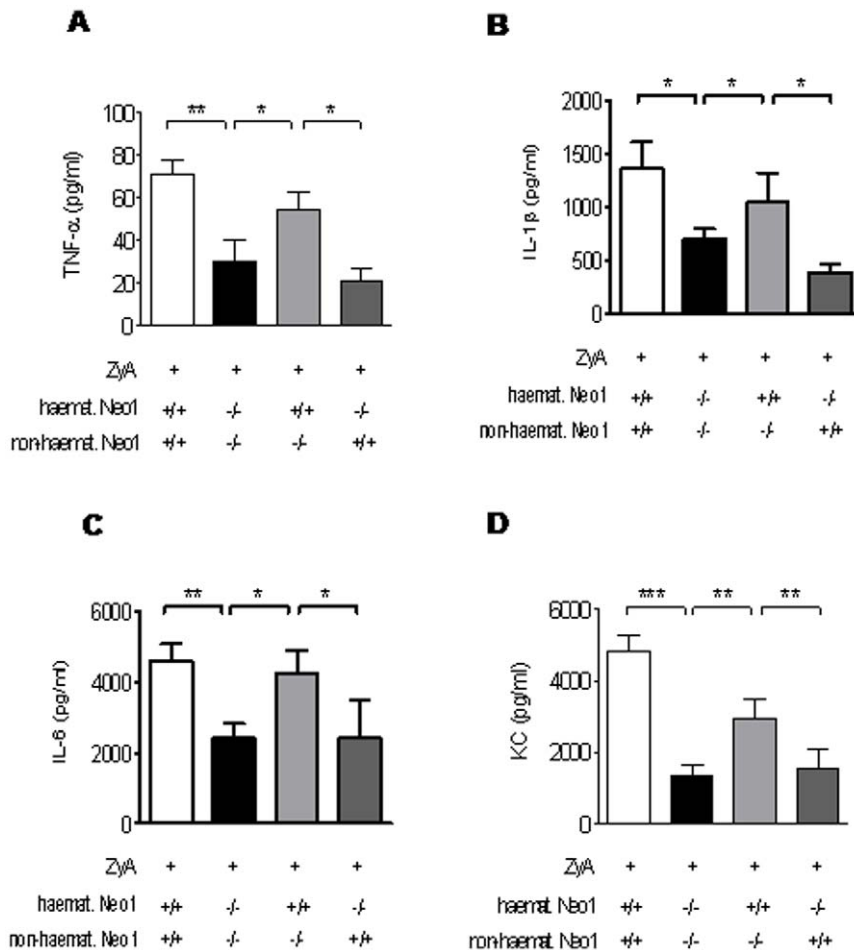 A
** * *
100
80
60
40
20
0
TNF-α (pg/ml)
ZyA + + + +
haemat. Neo1 +/+ -/- +/+ -/-
non-haemat. Neo1 +/+ -/- -/- +/+
B
* * *
2000
1500
1000
500
0
IL-1β (pg/ml)
ZyA + + + +
haemat. Neo1 +/+ -/- +/+ -/-
non-haemat. Neo1 +/+ -/- -/- +/+
C
** * *
6000
4000
2000
0
IL-6 (pg/ml)
ZyA + + + +
haemat. Neo1 +/+ -/- +/+ -/-
non-haemat. Neo1 +/+ -/- -/- +/+
D
*** ** **
6000
4000
2000
0
KC (pg/ml)
ZyA + + + +
haemat. Neo1 +/+ -/- +/+ -/-
non-haemat. Neo1 +/+ -/- -/- +/+